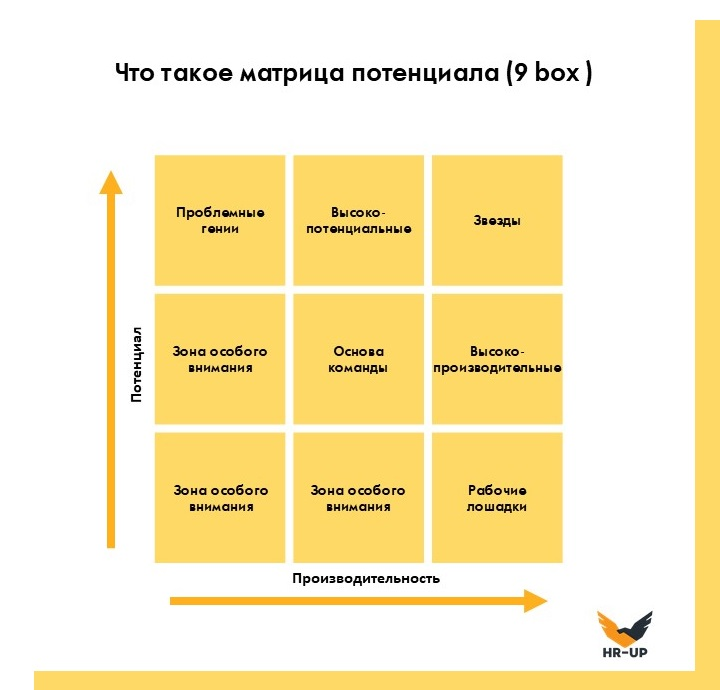 Что такое матрица потенциала (9 box )
Проблемные
гении
Высоко-
потенциальные
Звезды
Потенциал
Зона особого
внимания
Основа
команды
Высоко-
производительные
Зона особого
внимания
Зона особого
внимания
Рабочие
лошадки
Производительность
HR-UP